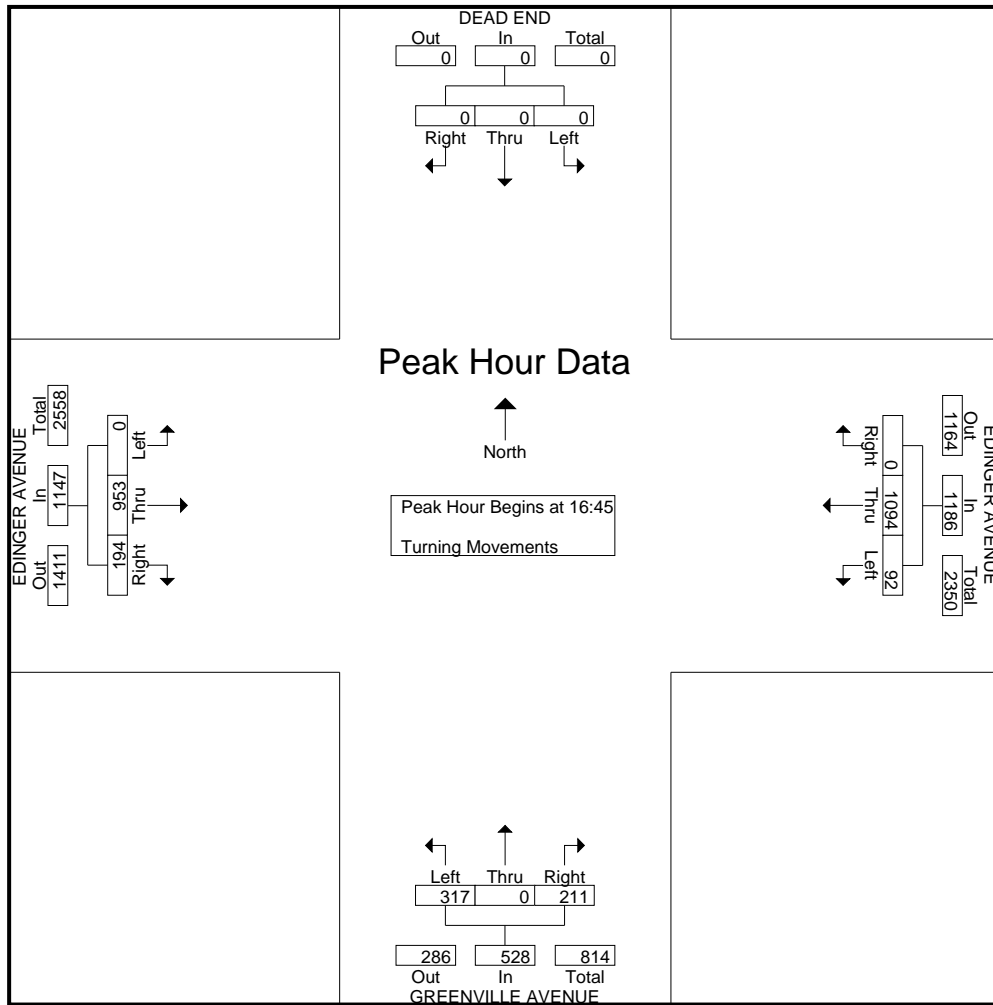 DEAD END
Out In Total
0 0 0
0 0 0
Right Thru Left
Peak Hour Data
North
Peak Hour Begins at 16:45
Turning Movements
EDINGER AVENUE
Out In Total
1411 1147 2558
194 953 0
Right Thru Left
EDINGER AVENUE
Out In Total
1164 1186 2350
0 1094 92
Right Thru Left
Left Thru Right
317 0 211
286 528 814
Out In Total
GREENVILLE AVENUE